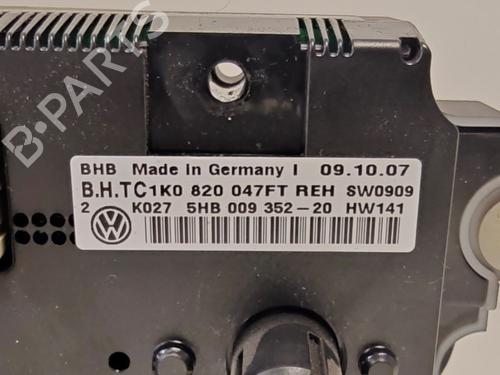 B-PARTS
BHB Made In Germany I 09.10.07
B.H.TC1K0 820 047FT REH SW0909
2 K027 5HB 009 352-20 HW141